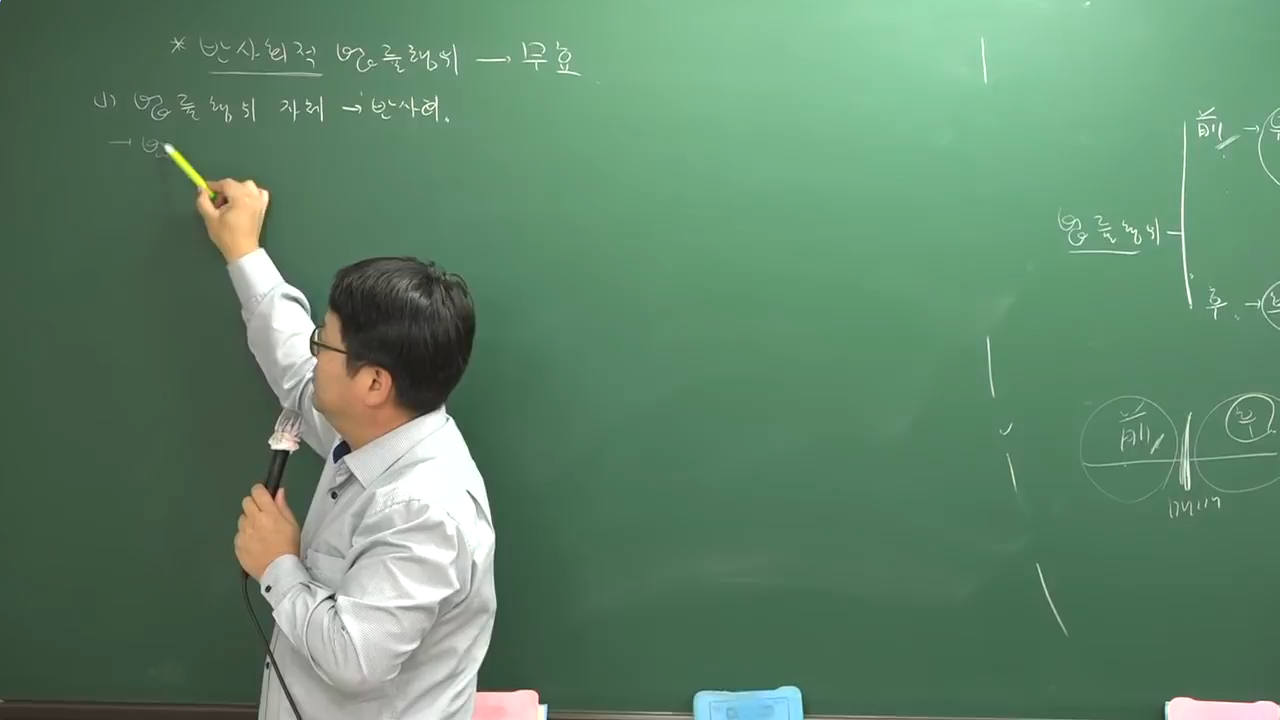 * 반사회적 법률행위 → 무효
(1) 법률행위 자체 → 반사회.
→ 법
법률행위
前 →
후. →
前
후